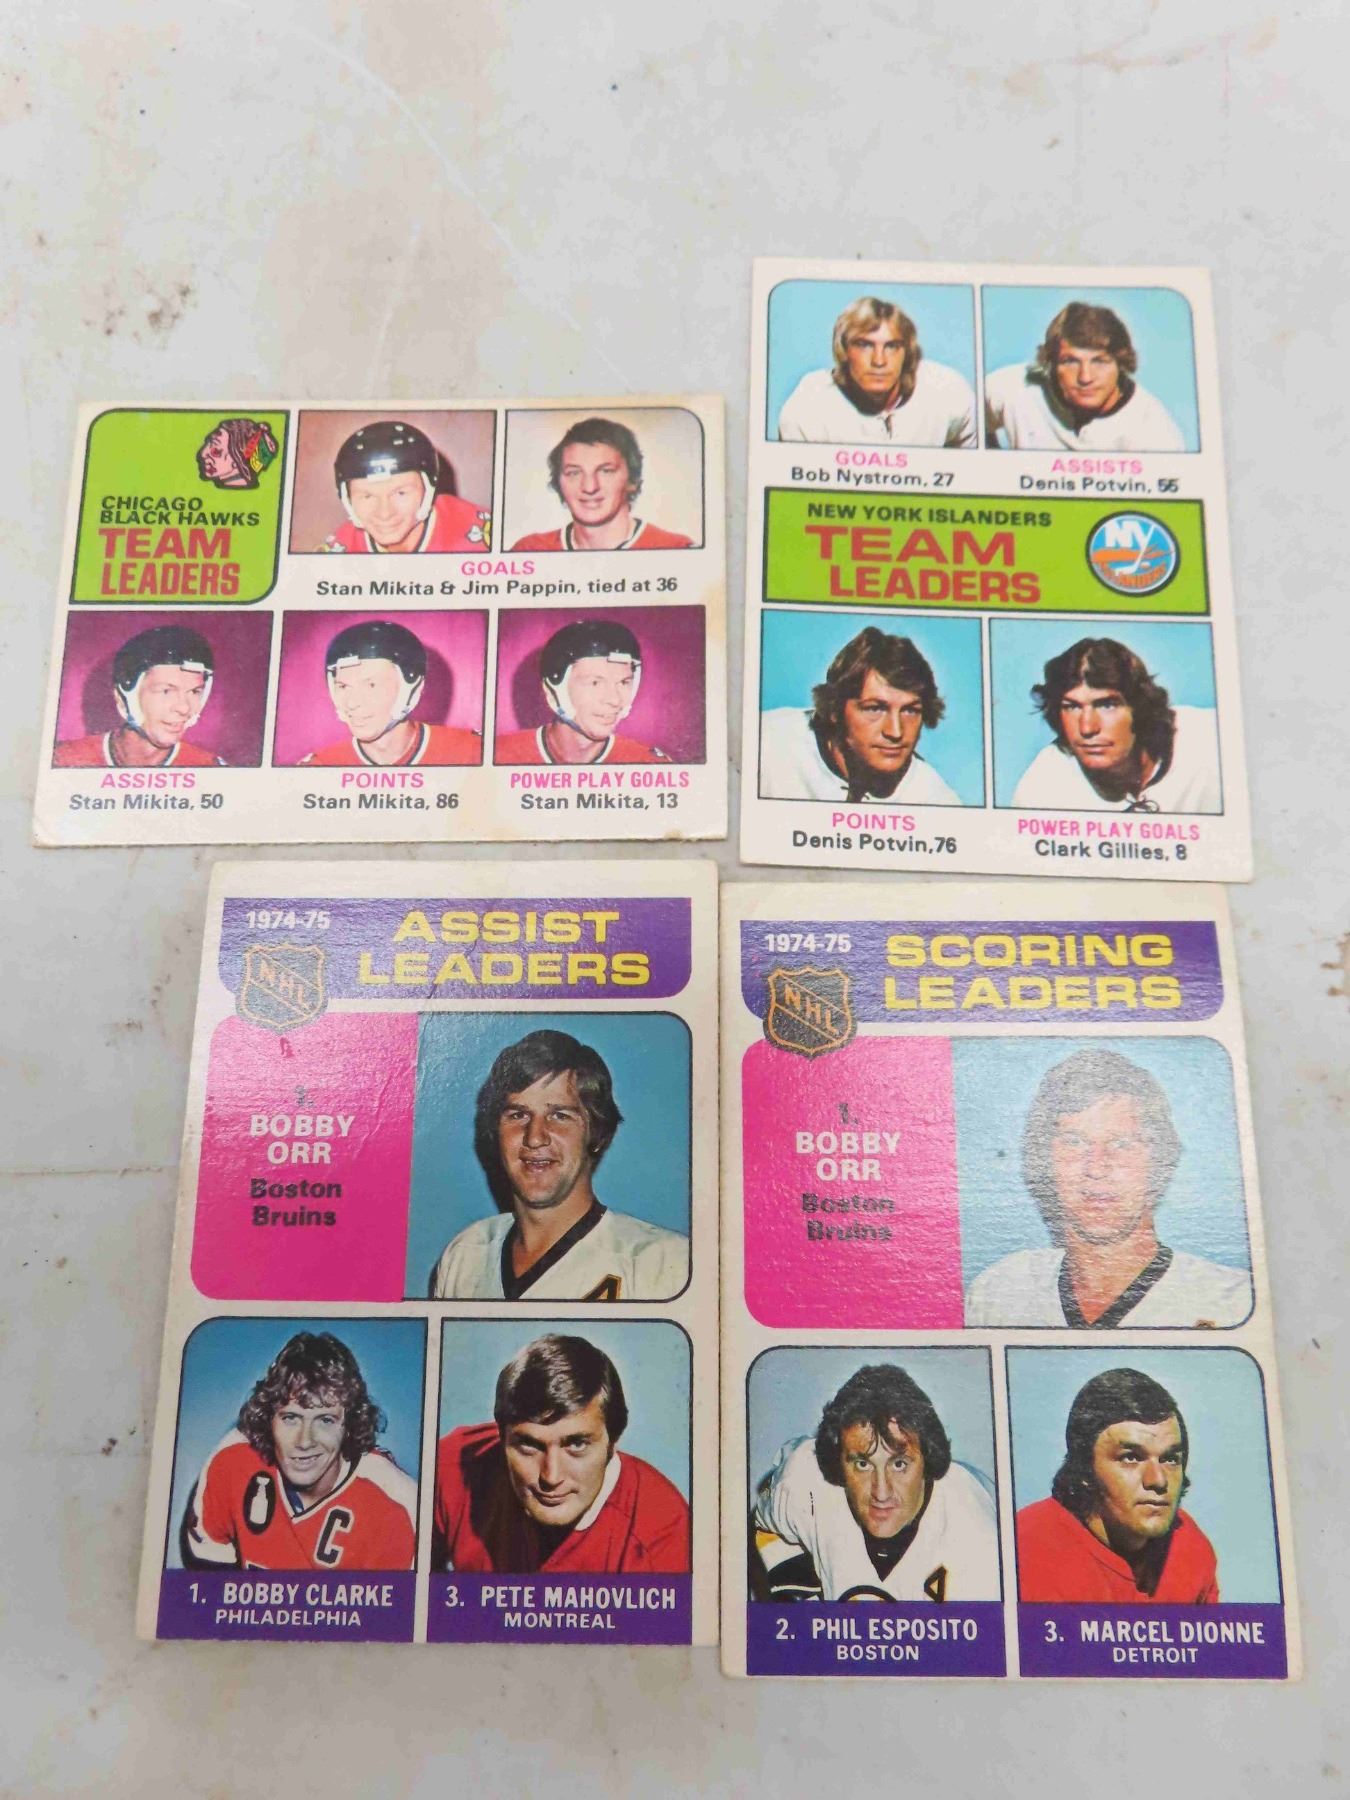 CHICAGO
BLACK HAWKS
TEAM
LEADERS
GOALS
Stan Mikita & Jim Pappin, tied at 36
ASSISTS
Stan Mikita, 50
POINTS
Stan Mikita, 86
POWER PLAY GOALS
Stan Mikita, 13
GOALS
Bob Nystrom, 27
ASSISTS
Denis Potvin, 55
NEW YORK ISLANDERS
TEAM
LEADERS
NY
ISLANDERS
POINTS
Denis Potvin,76
POWER PLAY GOALS
Clark Gillies, 8
1974-75
ASSIST
LEADERS
NHL
1.
BOBBY
ORR
Boston
Bruins
C
A
1. BOBBY CLARKE
PHILADELPHIA
3. PETE MAHOVLICH
MONTREAL
1974-75
SCORING
LEADERS
NHL
1.
BOBBY
ORR
Boston
Bruins
A
2. PHIL ESPOSITO
BOSTON
3. MARCEL DIONNE
DETROIT